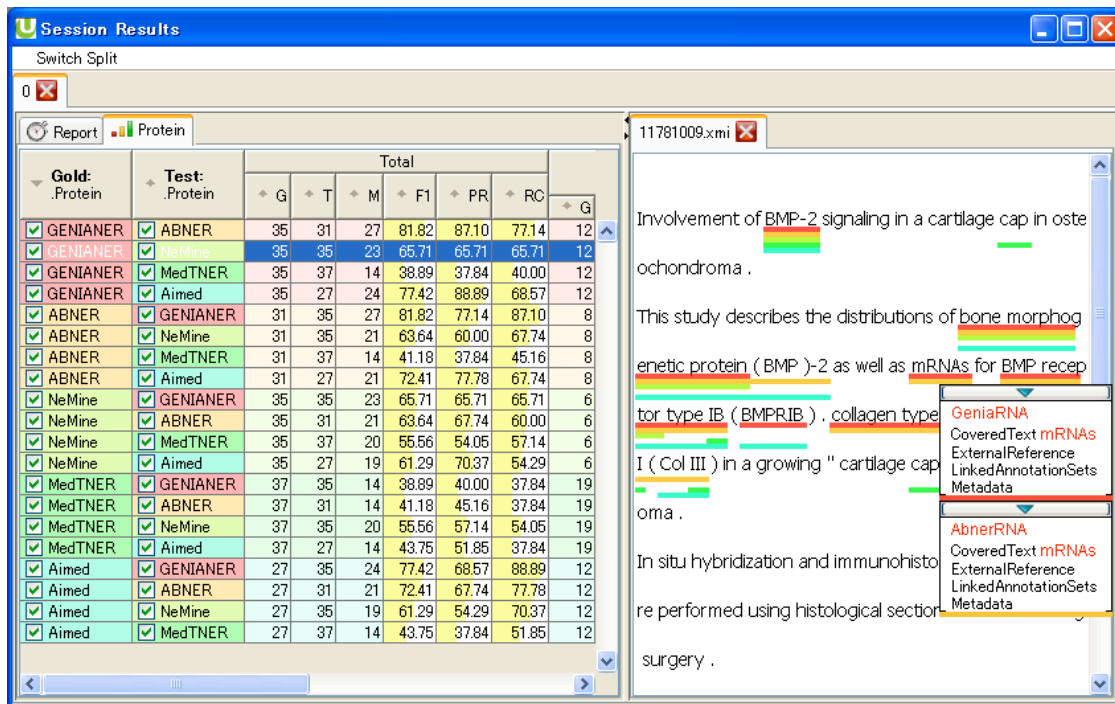 Session Results
Switch Split
0
Report Protein
Gold: .Protein Test: .Protein Total
G T M F1 PR RC G
GENIANER ABNER 35 31 27 81.82 87.10 77.14 12
GENIANER NeMine 35 35 23 65.71 65.71 65.71 12
GENIANER MedTNER 35 37 14 38.89 37.84 40.00 12
GENIANER Aimed 35 27 24 77.42 88.89 68.57 12
ABNER GENIANER 31 35 27 81.82 77.14 87.10 8
ABNER NeMine 31 35 21 63.64 60.00 67.74 8
ABNER MedTNER 31 37 14 41.18 37.84 45.16 8
ABNER Aimed 31 27 21 72.41 77.78 67.74 8
NeMine GENIANER 35 35 23 65.71 65.71 65.71 6
NeMine ABNER 35 31 21 63.64 67.74 60.00 6
NeMine MedTNER 35 37 20 55.56 54.05 57.14 6
NeMine Aimed 35 27 19 61.29 70.37 54.29 6
MedTNER GENIANER 37 35 14 38.89 40.00 37.84 19
MedTNER ABNER 37 31 14 41.18 45.16 37.84 19
MedTNER NeMine 37 35 20 55.56 57.14 54.05 19
MedTNER Aimed 37 27 14 43.75 51.85 37.84 19
Aimed GENIANER 27 35 24 77.42 68.57 88.89 12
Aimed ABNER 27 31 21 72.41 67.74 77.78 12
Aimed NeMine 27 35 19 61.29 54.29 70.37 12
Aimed MedTNER 27 37 14 43.75 37.84 51.85 12
11781009.xmi
Involvement of BMP-2 signaling in a cartilage cap in oste
ochondroma .
This study describes the distributions of bone morphog
enetic protein ( BMP )-2 as well as mRNAs for BMP recep
tor type IB ( BMPRIB ) . collagen type
I ( Col III ) in a growing " cartilage cap
oma .
In situ hybridization and immunohisto
re performed using histological section
surgery .
GeniaRNA
CoveredText mRNAs
ExternalReference
LinkedAnnotationSets
Metadata
AbnerRNA
CoveredText mRNAs
ExternalReference
LinkedAnnotationSets
Metadata